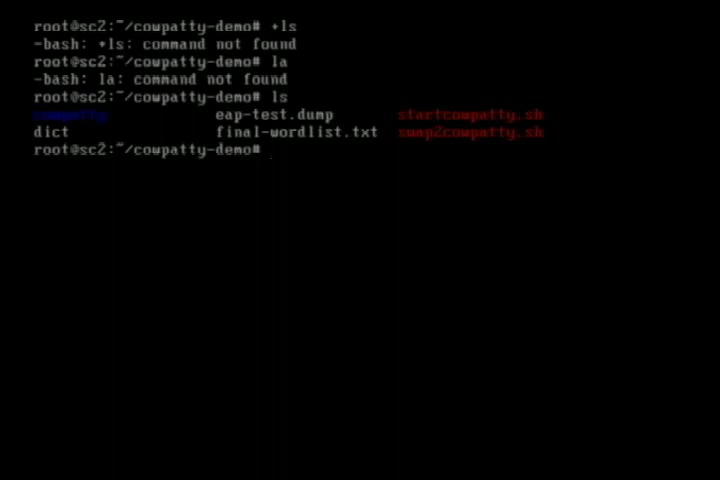 root@sc2:~/cowpatty-demo# +ls
-bash: +ls: command not found
root@sc2:~/cowpatty-demo# la
-bash: la: command not found
root@sc2:~/cowpatty-demo# ls
cowpatty eap-test.dump startcowpatty.sh
dict final-wordlist.txt swap2cowpatty.sh
root@sc2:~/cowpatty-demo#